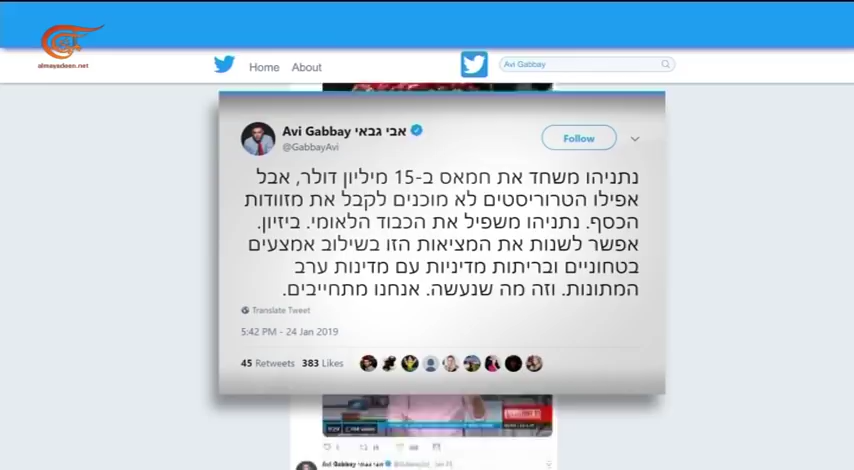 almayadeen.net
Home About
Avi Gabbay
Avi Gabbay אבי גבאי
@GabbayAvi
Follow
נתניהו משחד את חמאס ב-15 מיליון דולר, אבל
אפילו הטרוריסטים לא מוכנים לקבל את מזוודות
הכסף. נתניהו משפיל את הכבוד הלאומי. ביזיון.
אפשר לשנות את המציאות הזו בשילוב אמצעים
בטחוניים ובריתות מדיניות עם מדינות ערב
המתונות. וזה מה שנעשה. אנחנו מתחייבים.
Translate Tweet
5:42 PM - 24 Jan 2019
45 Retweets 383 Likes
Avi Gabbay אבי גבאי